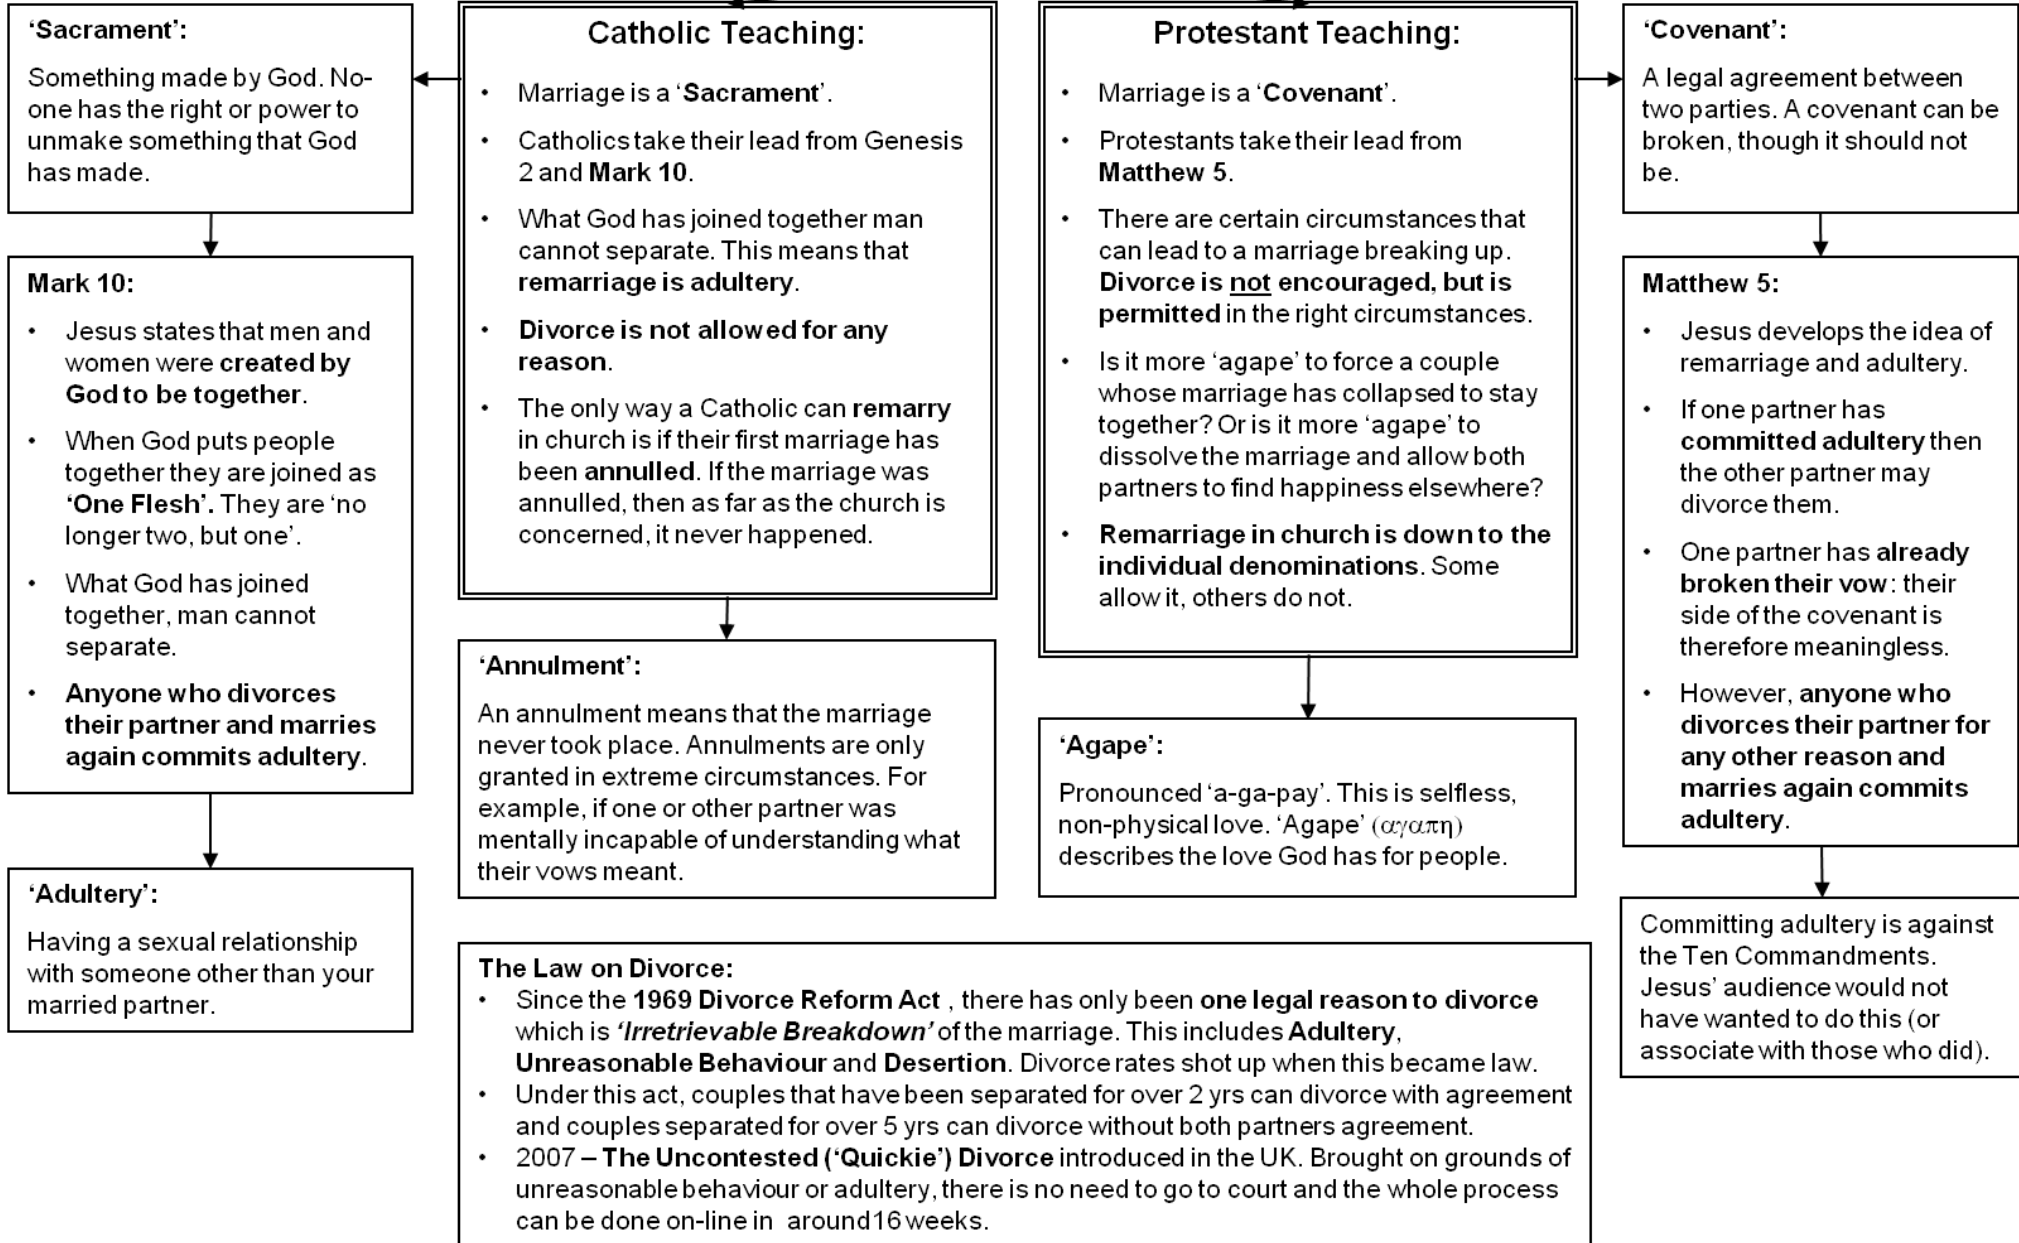 ‘Sacrament’:
Something made by God. No-
one has the right or power to
unmake something that God
has made.
Mark 10:
• Jesus states that men and
women were created by
God to be together.
• When God puts people
together they are joined as
‘One Flesh’. They are ‘no
longer two, but one’.
• What God has joined
together, man cannot
separate.
• Anyone who divorces
their partner and marries
again commits adultery.
‘Adultery’:
Having a sexual relationship
with someone other than your
married partner.
Catholic Teaching:
• Marriage is a ‘Sacrament’.
• Catholics take their lead from Genesis
2 and Mark 10.
• What God has joined together man
cannot separate. This means that
remarriage is adultery.
• Divorce is not allowed for any
reason.
• The only way a Catholic can remarry
in church is if their first marriage has
been annulled. If the marriage was
annulled, then as far as the church is
concerned, it never happened.
‘Annulment’:
An annulment means that the marriage
never took place. Annulments are only
granted in extreme circumstances. For
example, if one or other partner was
mentally incapable of understanding what
their vows meant.
Protestant Teaching:
• Marriage is a ‘Covenant’.
• Protestants take their lead from
Matthew 5.
• There are certain circumstances that
can lead to a marriage breaking up.
Divorce is not encouraged, but is
permitted in the right circumstances.
• Is it more ‘agape’ to force a couple
whose marriage has collapsed to stay
together? Or is it more ‘agape’ to
dissolve the marriage and allow both
partners to find happiness elsewhere?
• Remarriage in church is down to the
individual denominations. Some
allow it, others do not.
‘Agape’:
Pronounced ‘a-ga-pay’. This is selfless,
non-physical love. ‘Agape’ (αγαπη)
describes the love God has for people.
‘Covenant’:
A legal agreement between
two parties. A covenant can be
broken, though it should not
be.
Matthew 5:
• Jesus develops the idea of
remarriage and adultery.
• If one partner has
committed adultery then
the other partner may
divorce them.
• One partner has already
broken their vow: their
side of the covenant is
therefore meaningless.
• However, anyone who
divorces their partner for
any other reason and
marries again commits
adultery.
Committing adultery is against
the Ten Commandments.
Jesus’ audience would not
have wanted to do this (or
associate with those who did).
The Law on Divorce:
• Since the 1969 Divorce Reform Act , there has only been one legal reason to divorce
which is ‘Irretrievable Breakdown’ of the marriage. This includes Adultery,
Unreasonable Behaviour and Desertion. Divorce rates shot up when this became law.
• Under this act, couples that have been separated for over 2 yrs can divorce with agreement
and couples separated for over 5 yrs can divorce without both partners agreement.
• 2007 – The Uncontested (‘Quickie’) Divorce introduced in the UK. Brought on grounds of
unreasonable behaviour or adultery, there is no need to go to court and the whole process
can be done on-line in around 16 weeks.